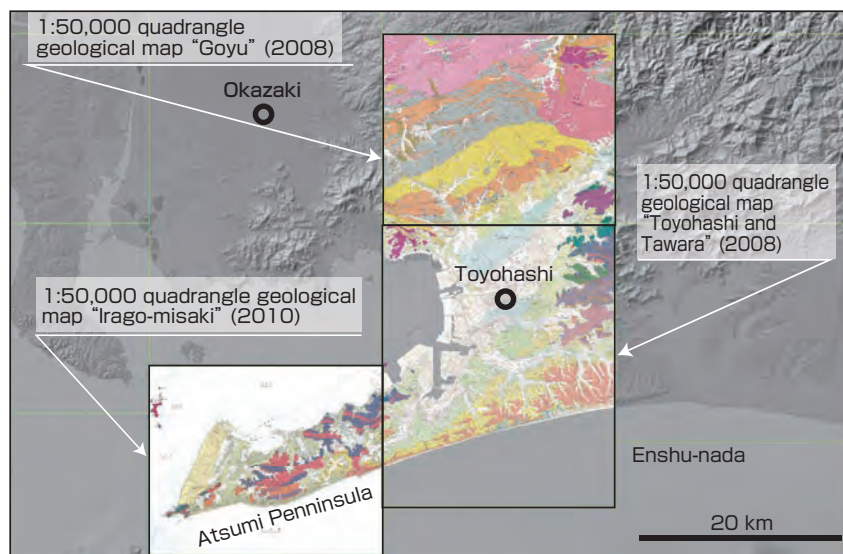 1:50,000 quadrangle
geological map “Goyu” (2008)
Okazaki
1:50,000 quadrangle
geological map
“Toyohashi and
Tawara” (2008)
Toyohashi
1:50,000 quadrangle geological
map “Irago-misaki” (2010)
Enshu-nada
Atsumi Penninsula
20 km